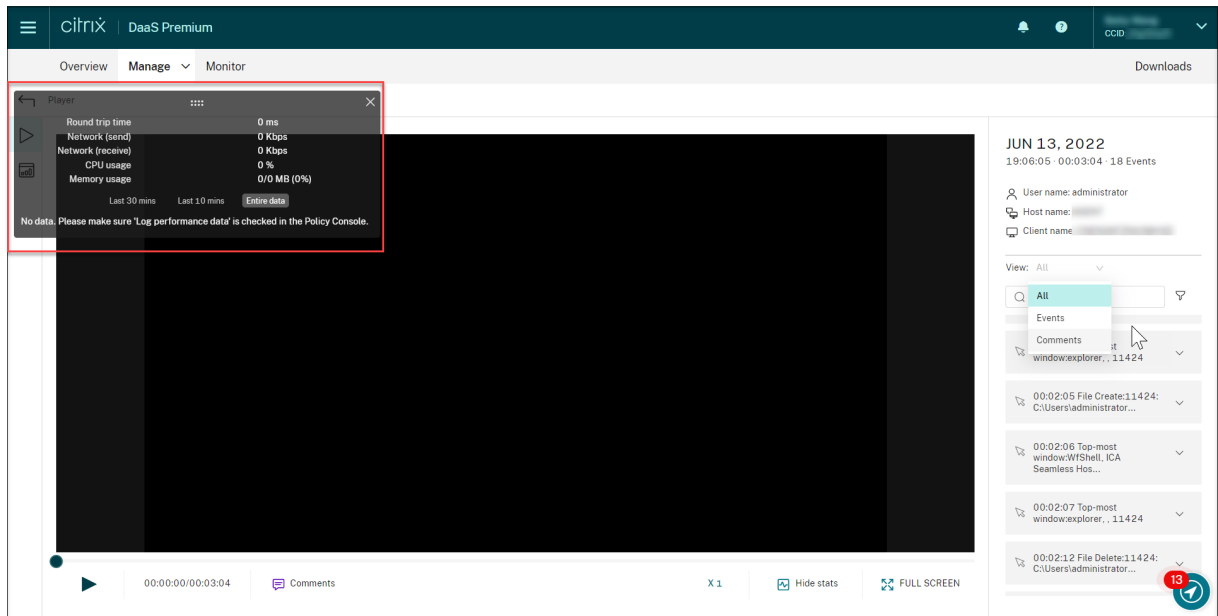 citrix DaaS Premium
CCID
Overview Manage Monitor Downloads
Player
Round trip time 0 ms
Network (send) 0 Kbps
Network (receive) 0 Kbps
CPU usage 0 %
Memory usage 0/0 MB (0%)
Last 30 mins Last 10 mins Entire data
No data. Please make sure 'Log performance data' is checked in the Policy Console.
JUN 13, 2022
19:06:05 · 00:03:04 · 18 Events
User name: administrator
Host name:
Client name
View: All
All
Events
Comments
window:explorer, , 11424
00:02:05 File Create:11424:
C:\Users\administrator...
00:02:06 Top-most
window:WfShell, ICA
Seamless Hos...
00:02:07 Top-most
window:explorer, , 11424
00:02:12 File Delete:11424:
C:\Users\administrator...
13
00:00:00/00:03:04 Comments X 1 Hide stats FULL SCREEN